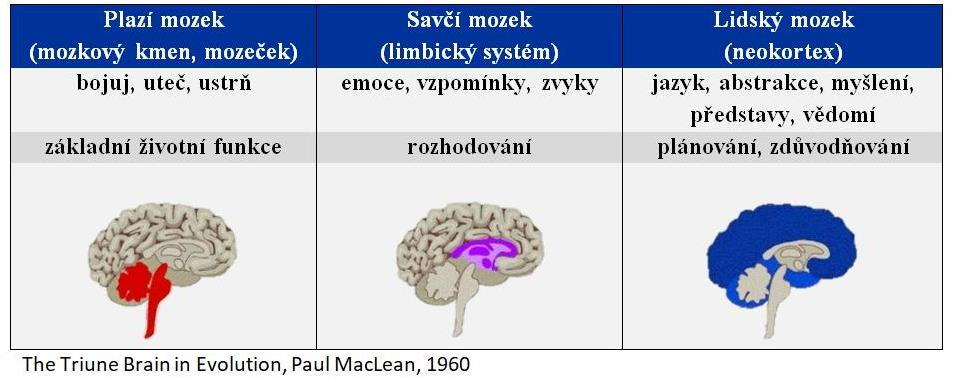 Plazí mozek
(mozkový kmen, mozeček)
Savčí mozek
(limbický systém)
Lidský mozek
(neokortex)
bojuj, uteč, ustrň
emoce, vzpomínky, zvyky
jazyk, abstrakce, myšlení,
představy, vědomí
základní životní funkce
rozhodování
plánování, zdůvodňování
The Triune Brain in Evolution, Paul MacLean, 1960